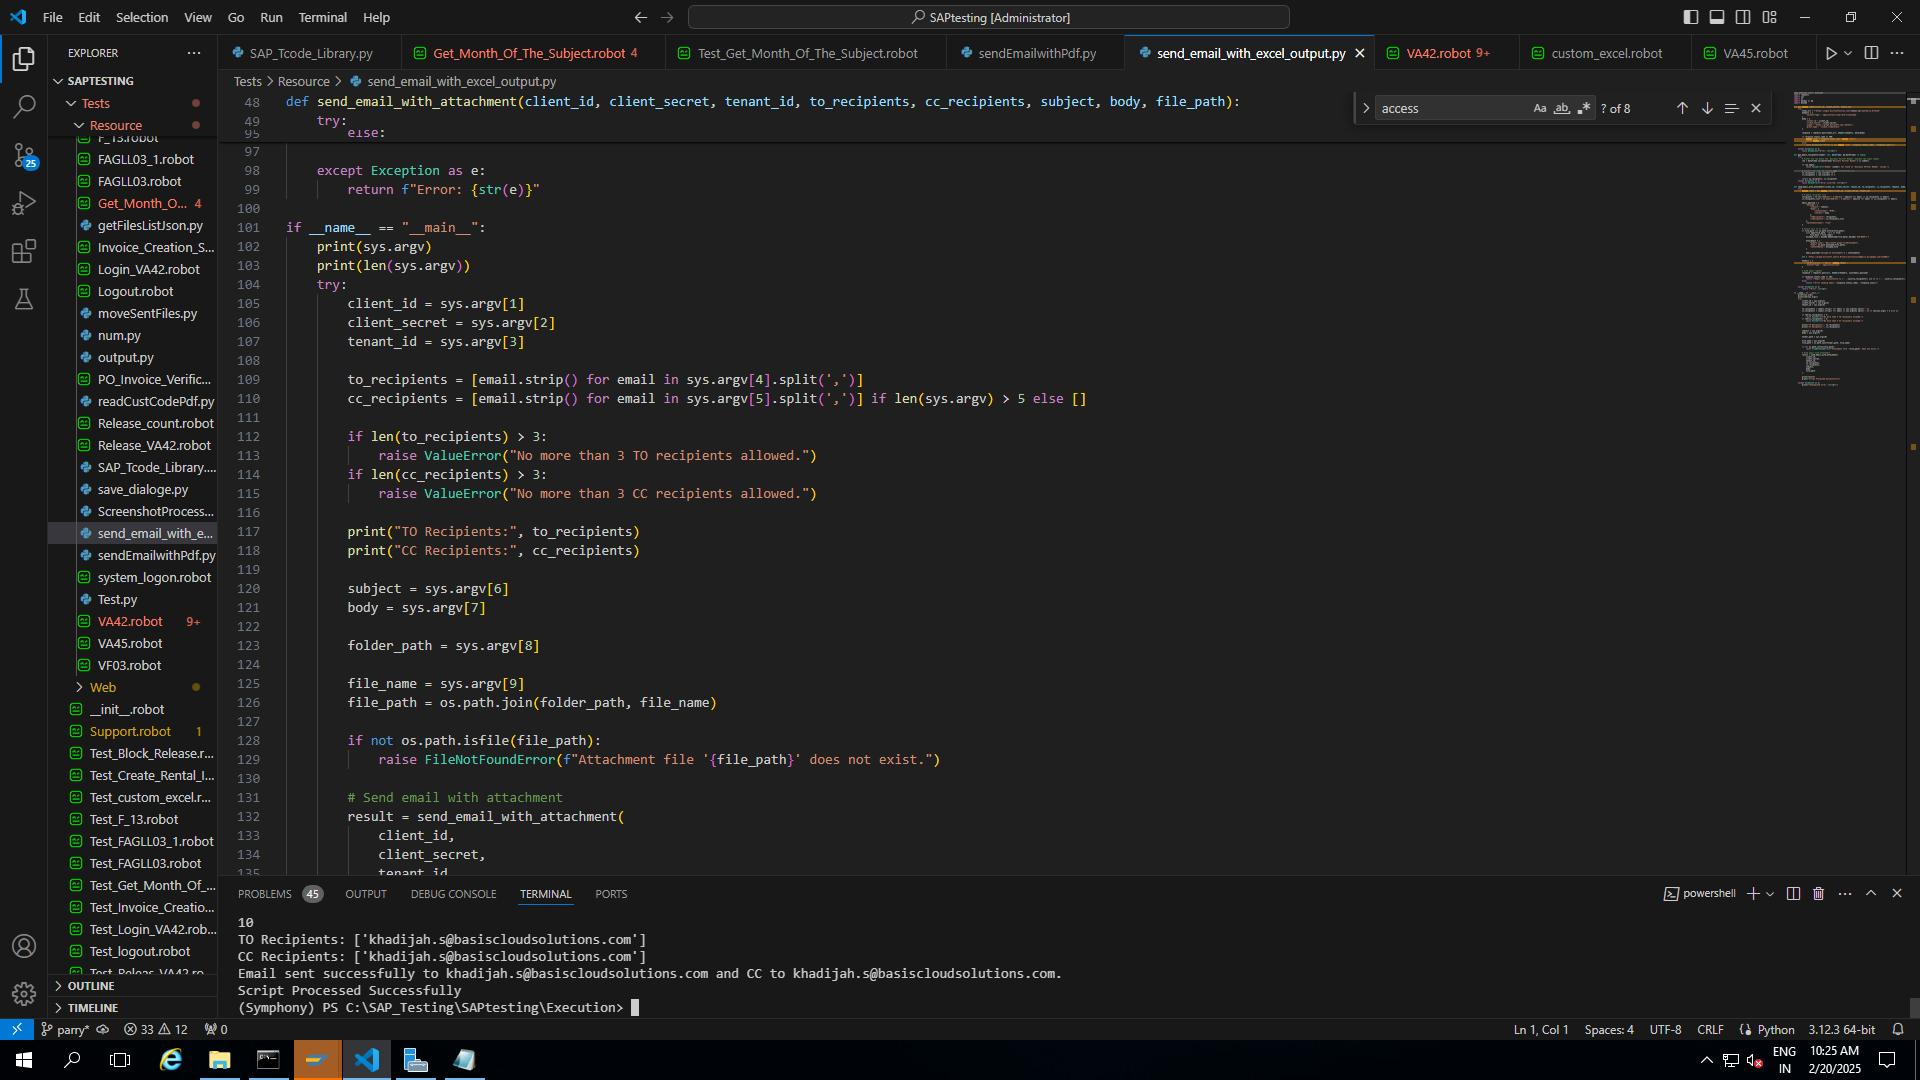 File Edit Selection View Go Run Terminal Help
SAPtesting [Administrator]
EXPLORER
SAP_Tcode_Library.py
Get_Month_Of_The_Subject.robot 4
Test_Get_Month_Of_The_Subject.robot
sendEmailwithPdf.py
send_email_with_excel_output.py
VA42.robot 9+
custom_excel.robot
VA45.robot
SAPTESTING
Tests
Resource
F_13.robot
FAGLL03_1.robot
FAGLL03.robot
Get_Month_O... 4
getFilesListJson.py
Invoice_Creation_S...
Login_VA42.robot
Logout.robot
moveSentFiles.py
num.py
output.py
PO_Invoice_Verific...
readCustCodePdf.py
Release_count.robot
Release_VA42.robot
SAP_Tcode_Library....
save_dialoge.py
ScreenshotProcess...
send_email_with_e...
sendEmailwithPdf.py
system_logon.robot
Test.py
VA42.robot 9+
VA45.robot
VF03.robot
Web
__init__.robot
Support.robot 1
Test_Block_Release.r...
Test_Create_Rental_I...
Test_custom_excel.r...
Test_F_13.robot
Test_FAGLL03_1.robot
Test_FAGLL03.robot
Test_Get_Month_Of_...
Test_Invoice_Creatio...
Test_Login_VA42.rob...
Test_logout.robot
Test_Releas_VA42.ro...
OUTLINE
TIMELINE
25
Tests > Resource > send_email_with_excel_output.py
access Aa ab ? of 8
48 def send_email_with_attachment(client_id, client_secret, tenant_id, to_recipients, cc_recipients, subject, body, file_path):
49 try:
95 else:
97
98 except Exception as e:
99 return f"Error: {str(e)}"
100
101 if __name__ == "__main__":
102 print(sys.argv)
103 print(len(sys.argv))
104 try:
105 client_id = sys.argv[1]
106 client_secret = sys.argv[2]
107 tenant_id = sys.argv[3]
108
109 to_recipients = [email.strip() for email in sys.argv[4].split(',')]
110 cc_recipients = [email.strip() for email in sys.argv[5].split(',')] if len(sys.argv) > 5 else []
111
112 if len(to_recipients) > 3:
113 raise ValueError("No more than 3 TO recipients allowed.")
114 if len(cc_recipients) > 3:
115 raise ValueError("No more than 3 CC recipients allowed.")
116
117 print("TO Recipients:", to_recipients)
118 print("CC Recipients:", cc_recipients)
119
120 subject = sys.argv[6]
121 body = sys.argv[7]
122
123 folder_path = sys.argv[8]
124
125 file_name = sys.argv[9]
126 file_path = os.path.join(folder_path, file_name)
127
128 if not os.path.isfile(file_path):
129 raise FileNotFoundError(f"Attachment file '{file_path}' does not exist.")
130
131 # Send email with attachment
132 result = send_email_with_attachment(
133 client_id,
134 client_secret,
135 tenant_id
PROBLEMS 45 OUTPUT DEBUG CONSOLE TERMINAL PORTS
powershell
10
TO Recipients: ['khadijah.s@basiscloudsolutions.com']
CC Recipients: ['khadijah.s@basiscloudsolutions.com']
Email sent successfully to khadijah.s@basiscloudsolutions.com and CC to khadijah.s@basiscloudsolutions.com.
Script Processed Successfully
(Symphony) PS C:\SAP_Testing\SAPtesting\Execution>
parry* 33 12 0
Ln 1, Col 1 Spaces: 4 UTF-8 CRLF Python 3.12.3 64-bit
ENG
IN
10:25 AM
2/20/2025